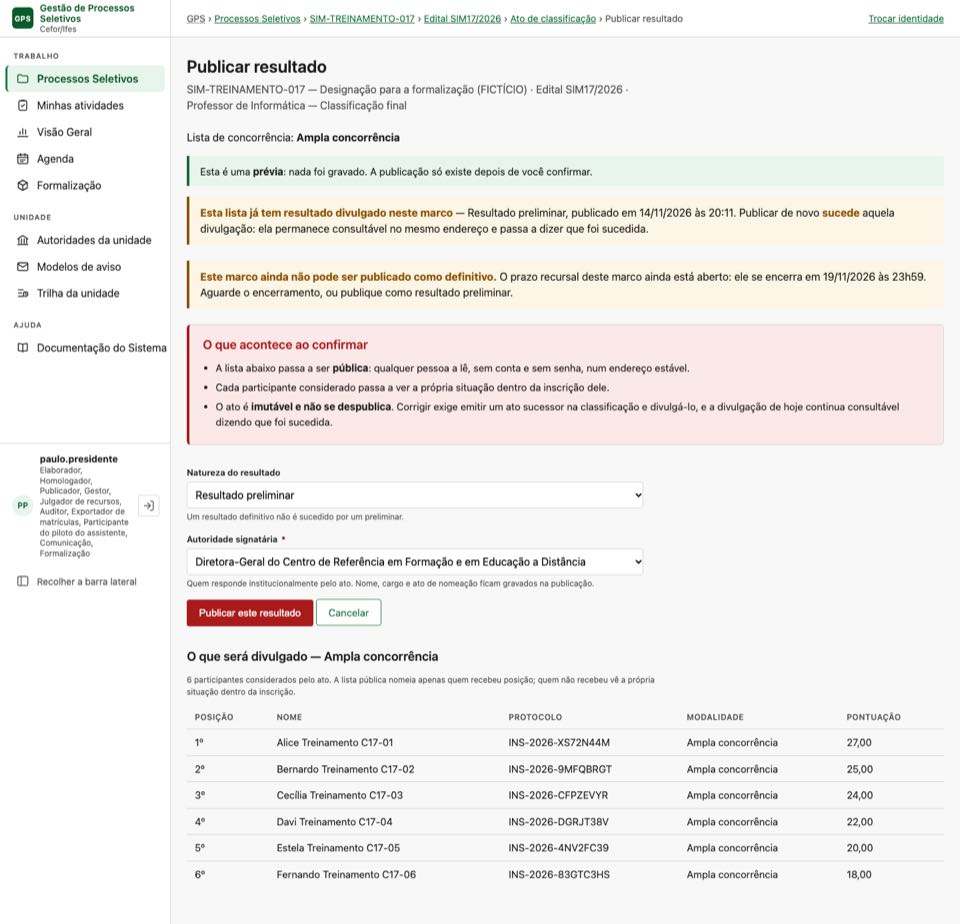 GPS
Gestão de Processos
Seletivos
Cefor/Ifes
GPS › Processos Seletivos › SIM-TREINAMENTO-017 › Edital SIM17/2026 › Ato de classificação › Publicar resultado
Trocar identidade
TRABALHO
Processos Seletivos
Minhas atividades
Visão Geral
Agenda
Formalização
UNIDADE
Autoridades da unidade
Modelos de aviso
Trilha da unidade
AJUDA
Documentação do Sistema
PP
paulo.presidente
Elaborador,
Homologador,
Publicador, Gestor,
Julgador de recursos,
Auditor, Exportador de
matrículas, Participante
do piloto do assistente,
Comunicação,
Formalização
Recolher a barra lateral
Publicar resultado
SIM-TREINAMENTO-017 — Designação para a formalização (FICTÍCIO) · Edital SIM17/2026 ·
Professor de Informática — Classificação final
Lista de concorrência: Ampla concorrência
Esta é uma prévia: nada foi gravado. A publicação só existe depois de você confirmar.
Esta lista já tem resultado divulgado neste marco — Resultado preliminar, publicado em 14/11/2026 às 20:11. Publicar de novo sucede aquela
divulgação: ela permanece consultável no mesmo endereço e passa a dizer que foi sucedida.
Este marco ainda não pode ser publicado como definitivo. O prazo recursal deste marco ainda está aberto: ele se encerra em 19/11/2026 às 23h59.
Aguarde o encerramento, ou publique como resultado preliminar.
O que acontece ao confirmar
• A lista abaixo passa a ser pública: qualquer pessoa a lê, sem conta e sem senha, num endereço estável.
• Cada participante considerado passa a ver a própria situação dentro da inscrição dele.
• O ato é imutável e não se despublica. Corrigir exige emitir um ato sucessor na classificação e divulgá-lo, e a divulgação de hoje continua consultável
dizendo que foi sucedida.
Natureza do resultado
Resultado preliminar
Um resultado definitivo não é sucedido por um preliminar.
Autoridade signatária *
Diretora-Geral do Centro de Referência em Formação e em Educação a Distância
Quem responde institucionalmente pelo ato. Nome, cargo e ato de nomeação ficam gravados na publicação.
Publicar este resultado
Cancelar
O que será divulgado — Ampla concorrência
6 participantes considerados pelo ato. A lista pública nomeia apenas quem recebeu posição; quem não recebeu vê a própria
situação dentro da inscrição.
POSIÇÃO NOME PROTOCOLO MODALIDADE PONTUAÇÃO
1º Alice Treinamento C17-01 INS-2026-XS72N44M Ampla concorrência 27,00
2º Bernardo Treinamento C17-02 INS-2026-9MFQBRGT Ampla concorrência 25,00
3º Cecília Treinamento C17-03 INS-2026-CFPZEVYR Ampla concorrência 24,00
4º Davi Treinamento C17-04 INS-2026-DGRJT38V Ampla concorrência 22,00
5º Estela Treinamento C17-05 INS-2026-4NV2FC39 Ampla concorrência 20,00
6º Fernando Treinamento C17-06 INS-2026-83GTC3HS Ampla concorrência 18,00